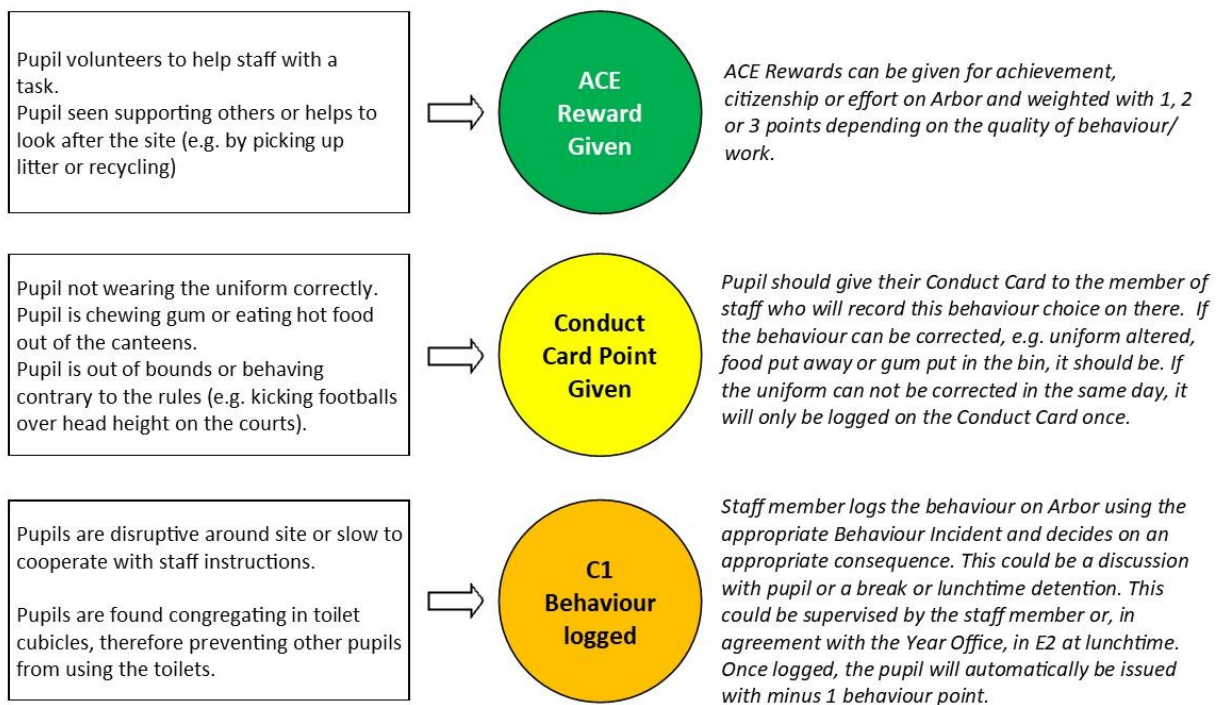 Pupil volunteers to help staff with a
task.
Pupil seen supporting others or helps to
look after the site (e.g. by picking up
litter or recycling)
ACE
Reward
Given
ACE Rewards can be given for achievement,
citizenship or effort on Arbor and weighted with 1, 2
or 3 points depending on the quality of behaviour/
work.
Pupil not wearing the uniform correctly.
Pupil is chewing gum or eating hot food
out of the canteens.
Pupil is out of bounds or behaving
contrary to the rules (e.g. kicking footballs
over head height on the courts).
Conduct
Card Point
Given
Pupil should give their Conduct Card to the member of
staff who will record this behaviour choice on there. If
the behaviour can be corrected, e.g. uniform altered,
food put away or gum put in the bin, it should be. If
the uniform can not be corrected in the same day, it
will only be logged on the Conduct Card once.
Pupils are disruptive around site or slow to
cooperate with staff instructions.
Pupils are found congregating in toilet
cubicles, therefore preventing other pupils
from using the toilets.
C1
Behaviour
logged
Staff member logs the behaviour on Arbor using the
appropriate Behaviour Incident and decides on an
appropriate consequence. This could be a discussion
with pupil or a break or lunchtime detention. This
could be supervised by the staff member or, in
agreement with the Year Office, in E2 at lunchtime.
Once logged, the pupil will automatically be issued
with minus 1 behaviour point.